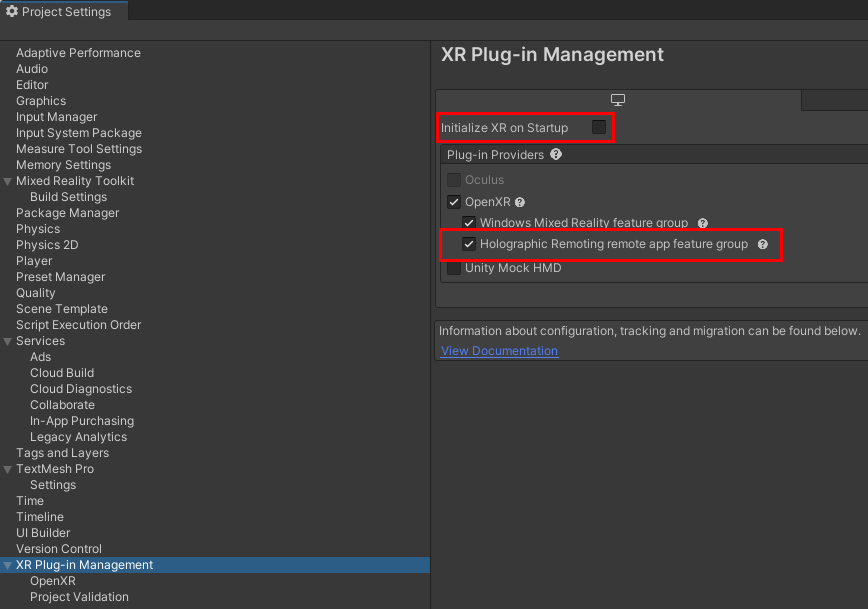 Project Settings
Adaptive Performance
Audio
Editor
Graphics
Input Manager
Input System Package
Measure Tool Settings
Memory Settings
Mixed Reality Toolkit
Build Settings
Package Manager
Physics
Physics 2D
Player
Preset Manager
Quality
Scene Template
Script Execution Order
Services
Ads
Cloud Build
Cloud Diagnostics
Collaborate
In-App Purchasing
Legacy Analytics
Tags and Layers
TextMesh Pro
Settings
Time
Timeline
UI Builder
Version Control
XR Plug-in Management
OpenXR
Project Validation
XR Plug-in Management
Initialize XR on Startup
Plug-in Providers ?
Oculus
OpenXR ?
Windows Mixed Reality feature group ?
Holographic Remoting remote app feature group ?
Unity Mock HMD
Information about configuration, tracking and migration can be found below.
View Documentation